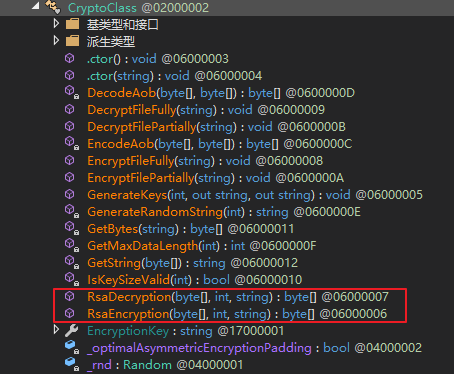 CryptoClass @02000002
基类型和接口
派生类型
.ctor() : void @06000003
.ctor(string) : void @06000004
DecodeAob(byte[], byte[]) : byte[] @0600000D
DecryptFileFully(string) : void @06000009
DecryptFilePartially(string) : void @0600000B
EncodeAob(byte[], byte[]) : byte[] @0600000C
EncryptFileFully(string) : void @06000008
EncryptFilePartially(string) : void @0600000A
GenerateKeys(int, out string, out string) : void @06000005
GenerateRandomString(int) : string @0600000E
GetBytes(string) : byte[] @06000011
GetMaxDataLength(int) : int @0600000F
GetString(byte[]) : string @06000012
IsKeySizeValid(int) : bool @06000010
RsaDecryption(byte[], int, string) : byte[] @06000007
RsaEncryption(byte[], int, string) : byte[] @06000006
EncryptionKey : string @17000001
_optimalAsymmetricEncryptionPadding : bool @04000002
_rnd : Random @04000001